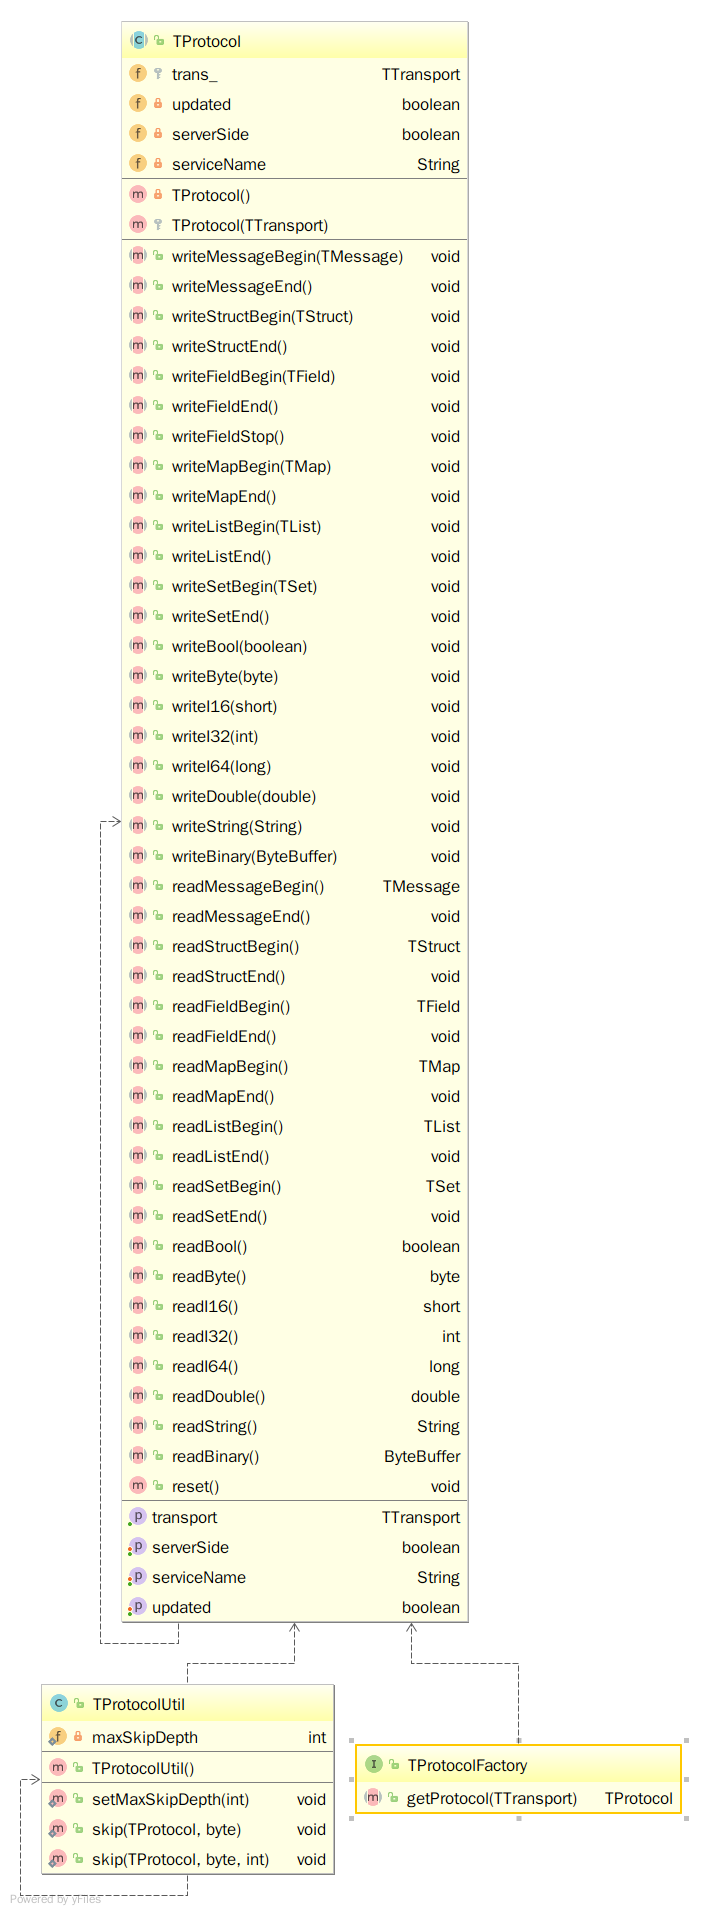 TProtocol
trans_ TTransport
updated boolean
serverSide boolean
serviceName String
TProtocol()
TProtocol(TTransport)
writeMessageBegin(TMessage) void
writeMessageEnd() void
writeStructBegin(TStruct) void
writeStructEnd() void
writeFieldBegin(TField) void
writeFieldEnd() void
writeFieldStop() void
writeMapBegin(TMap) void
writeMapEnd() void
writeListBegin(TList) void
writeListEnd() void
writeSetBegin(TSet) void
writeSetEnd() void
writeBool(boolean) void
writeByte(byte) void
writeI16(short) void
writeI32(int) void
writeI64(long) void
writeDouble(double) void
writeString(String) void
writeBinary(ByteBuffer) void
readMessageBegin() TMessage
readMessageEnd() void
readStructBegin() TStruct
readStructEnd() void
readFieldBegin() TField
readFieldEnd() void
readMapBegin() TMap
readMapEnd() void
readListBegin() TList
readListEnd() void
readSetBegin() TSet
readSetEnd() void
readBool() boolean
readByte() byte
readI16() short
readI32() int
readI64() long
readDouble() double
readString() String
readBinary() ByteBuffer
reset() void
transport TTransport
serverSide boolean
serviceName String
updated boolean
TProtocolUtil
maxSkipDepth int
TProtocolUtil()
setMaxSkipDepth(int) void
skip(TProtocol, byte) void
skip(TProtocol, byte, int) void
TProtocolFactory
getProtocol(TTransport) TProtocol
Powered by yFiles